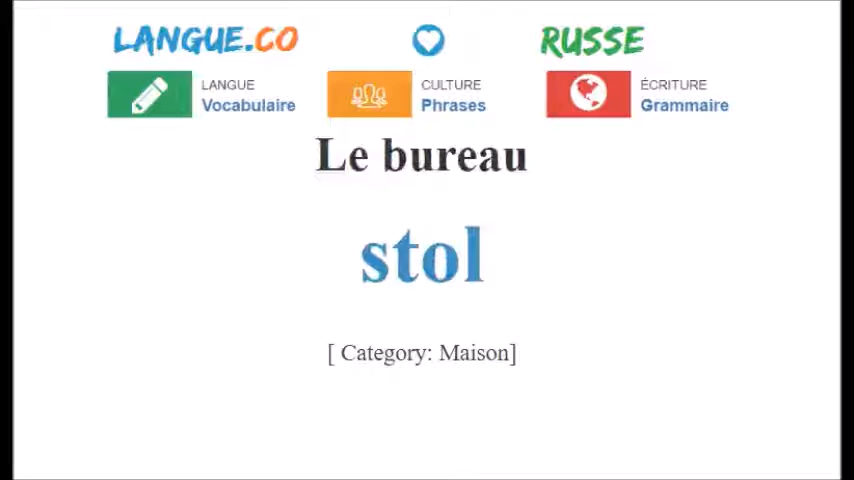 LANGUE.CO
RUSSE
LANGUE
Vocabulaire
CULTURE
Phrases
ÉCRITURE
Grammaire
Le bureau
stol
[ Category: Maison]